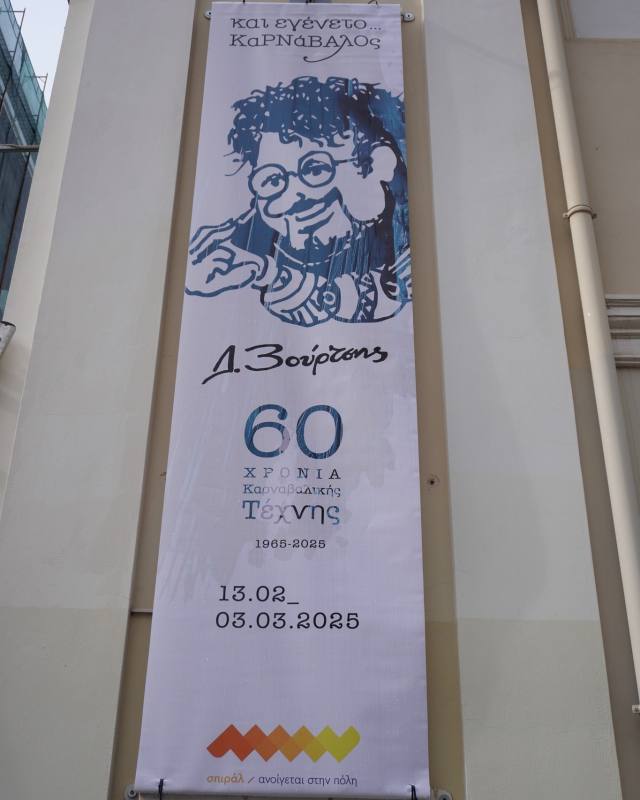 και εγένετο...
ΚαΡΝάΒΑΛος
Δ. Ζούρτσης
60
ΧΡΟΝΙΑ
Καρναβαλικής
Τέχνης
1965-2025
13.02_
03.03.2025
σπιράλ / ανοίγεται στην πόλη